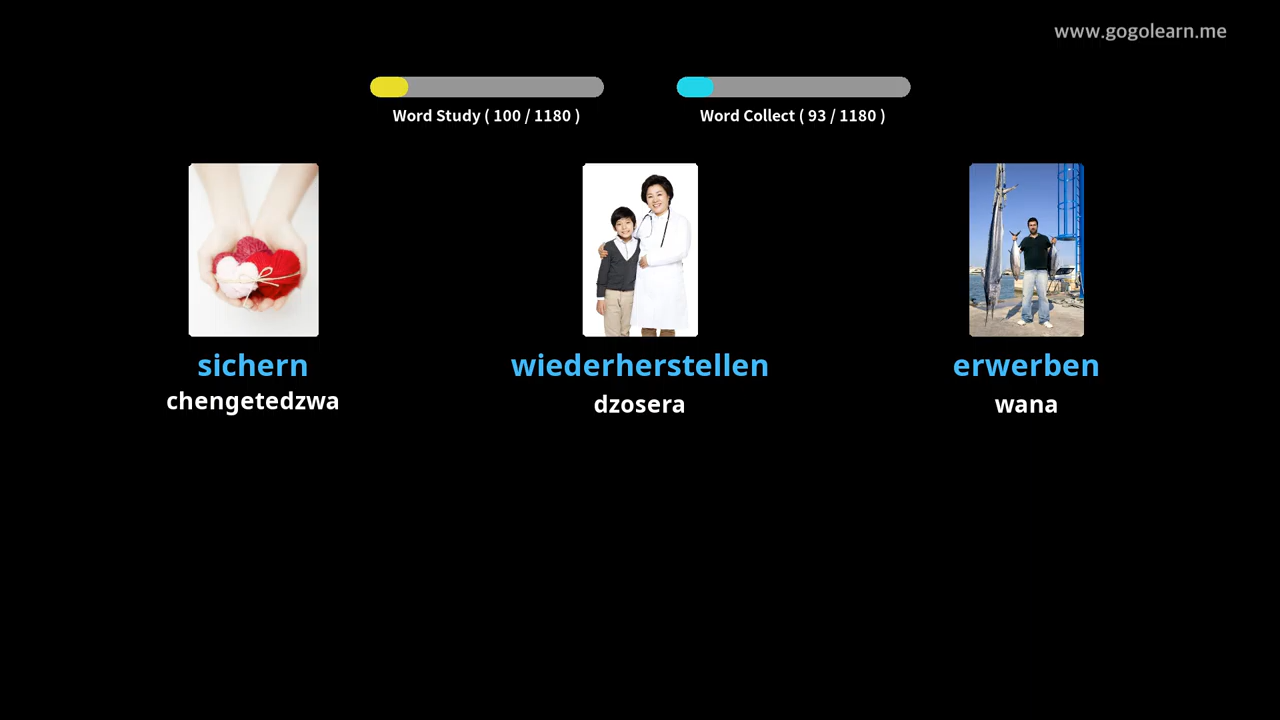 www.gogolearn.me
Word Study ( 100 / 1180 )
Word Collect ( 93 / 1180 )
sichern
chengetedzwa
wiederherstellen
dzosera
erwerben
wana